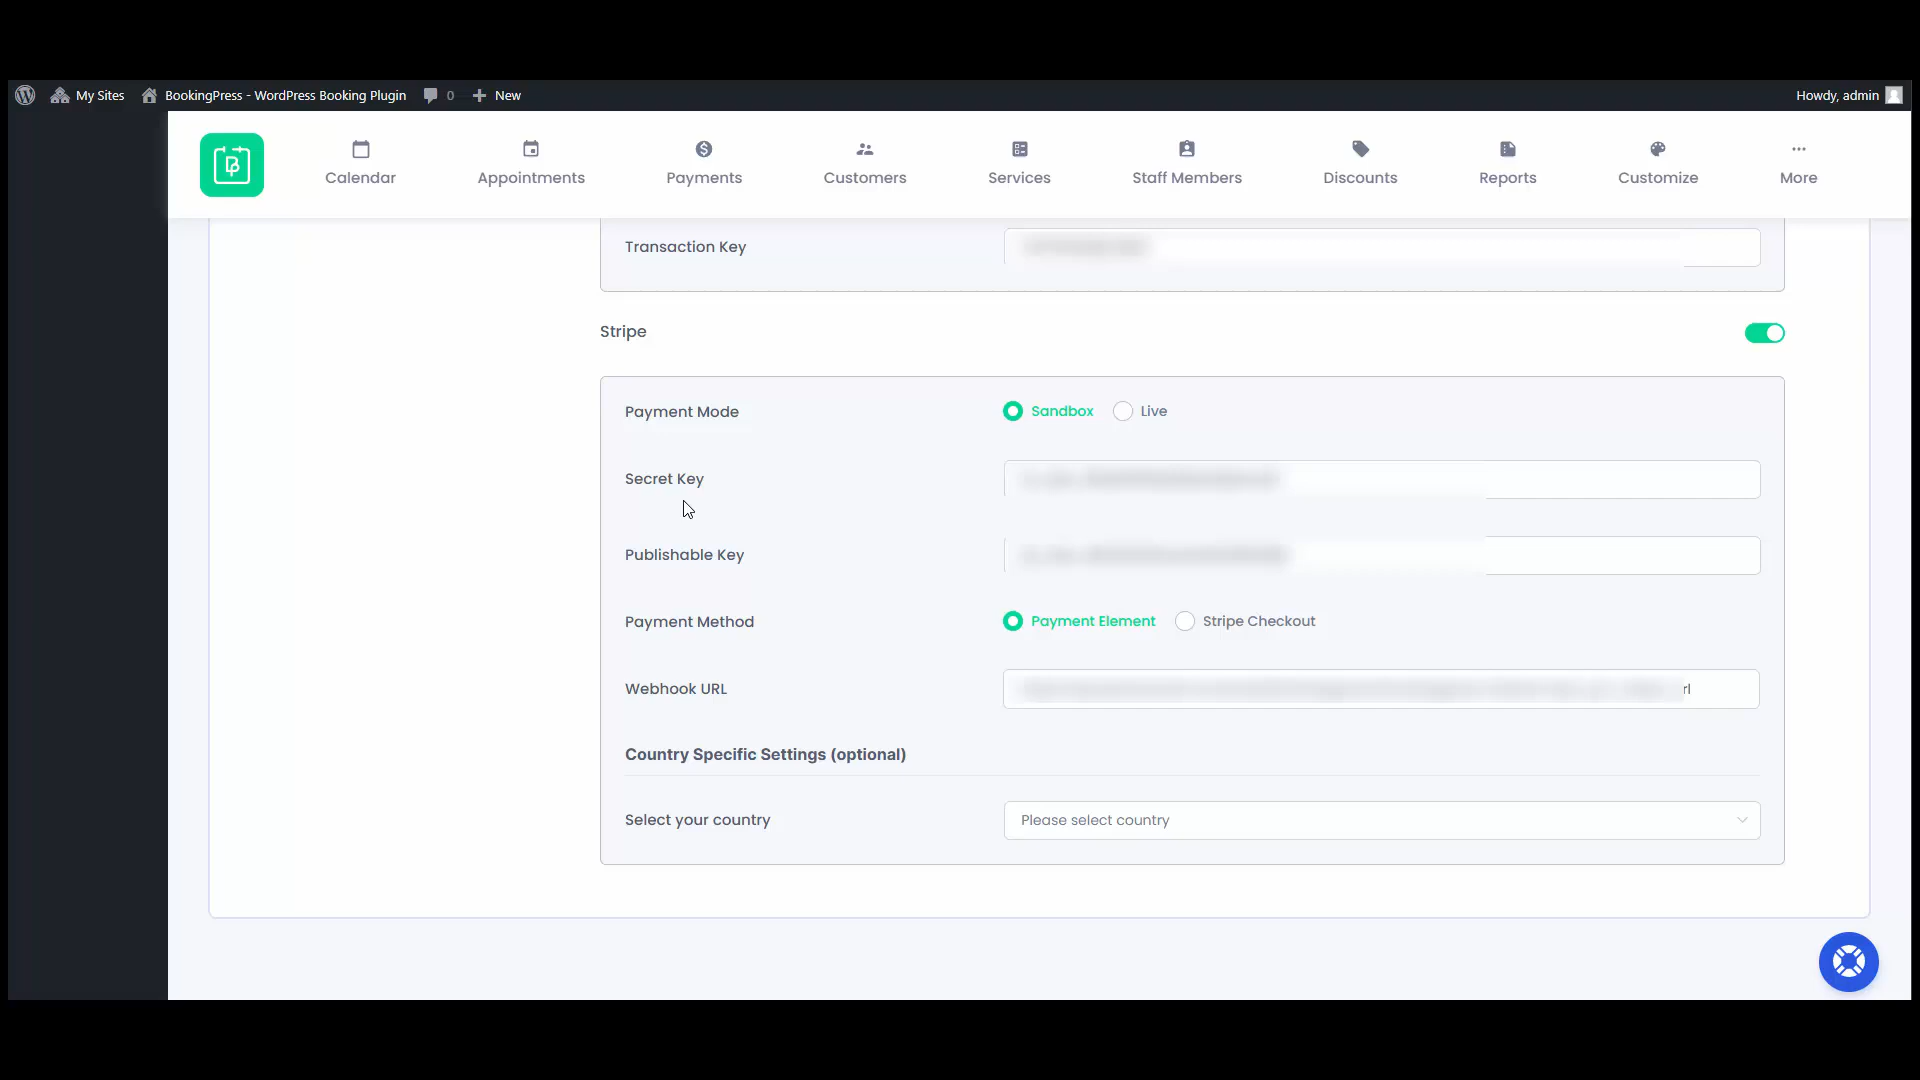 My Sites BookingPress - WordPress Booking Plugin 0 New Howdy, admin
Calendar Appointments Payments Customers Services Staff Members Discounts Reports Customize More
Transaction Key
Stripe
Payment Mode Sandbox Live
Secret Key
Publishable Key
Payment Method Payment Element Stripe Checkout
Webhook URL rl
Country Specific Settings (optional)
Select your country Please select country